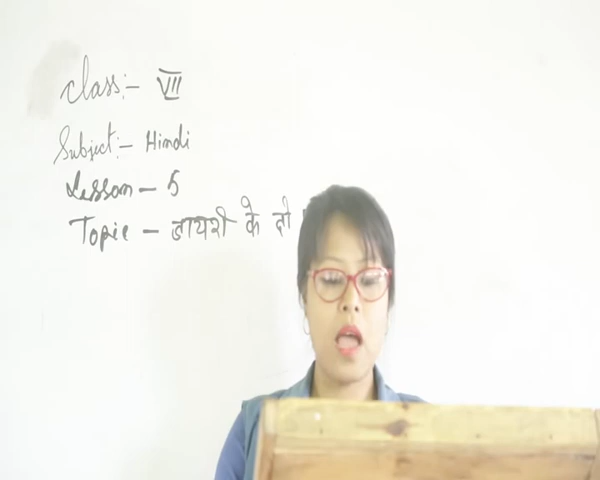 Class:- VII
Subject:- Hindi
Lesson - 5
Topic - डायरी के दो